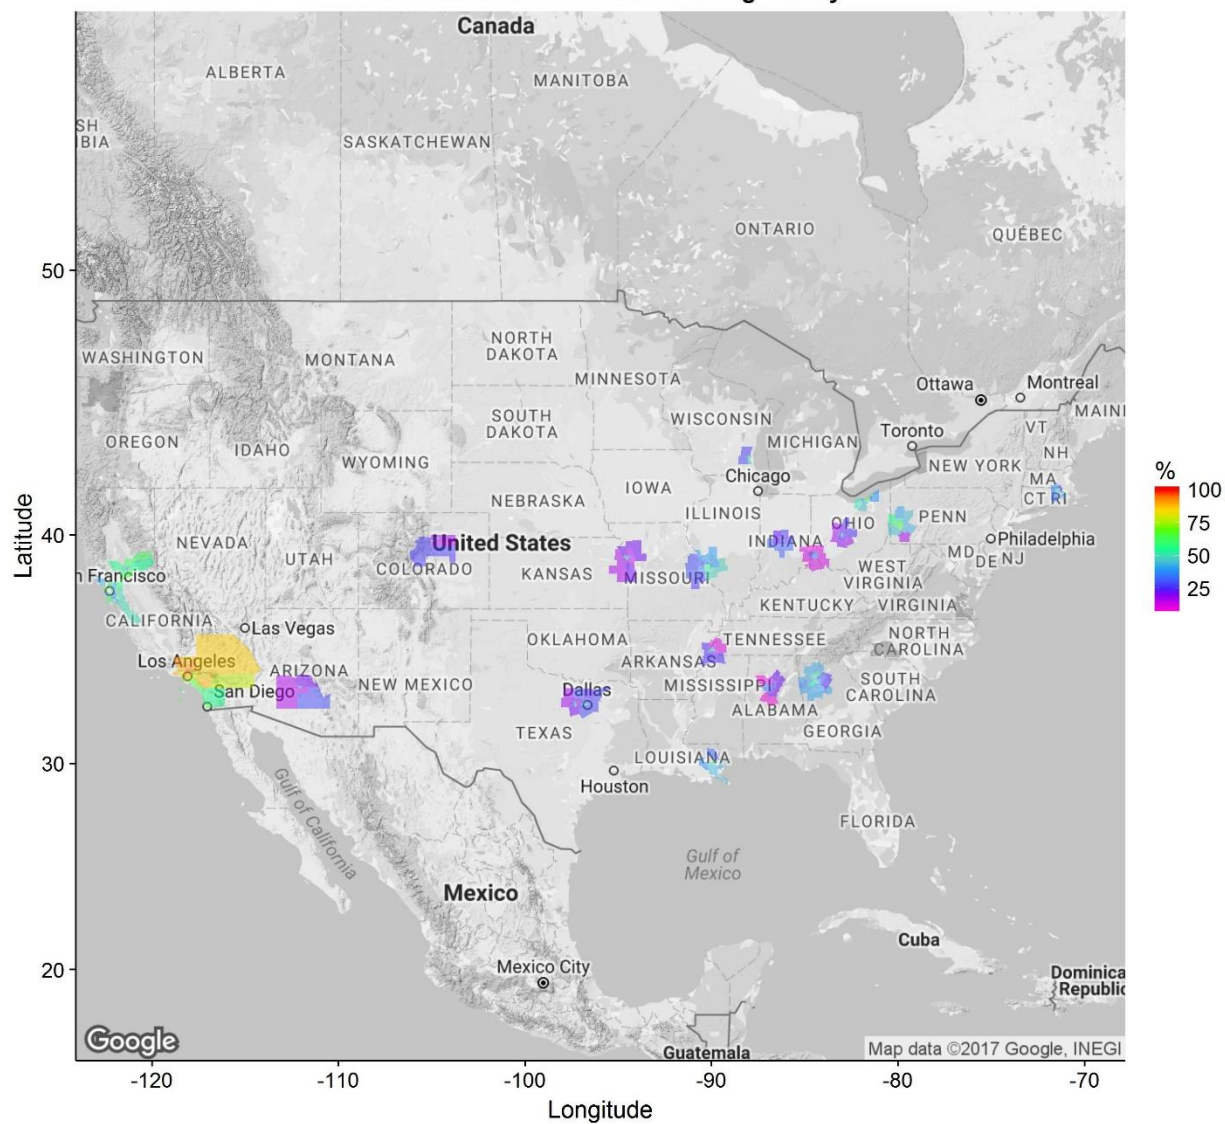 Canada
ALBERTA
MANITOBA
SH
IBIA
SASKATCHEWAN
ONTARIO
QUÉBEC
50
WASHINGTON
MONTANA
NORTH
DAKOTA
MINNESOTA
Ottawa
Montreal
OREGON
IDAHO
SOUTH
DAKOTA
WISCONSIN
MICHIGAN
Toronto
MAIN
VT
NH
WYOMING
NEW YORK
MA
CT RI
%
100
75
50
25
Chicago
NEBRASKA
IOWA
ILLINOIS
OHIO
PENN
Latitude
40
NEVADA
UTAH
United States
COLORADO
INDIANA
Philadelphia
MD
DE NJ
n Francisco
KANSAS
MISSOURI
WEST
VIRGINIA
CALIFORNIA
KENTUCKY
VIRGINIA
Las Vegas
OKLAHOMA
TENNESSEE
NORTH
CAROLINA
Los Angeles
ARIZONA
NEW MEXICO
ARKANSAS
San Diego
Dallas
MISSISSIPPI
SOUTH
CAROLINA
ALABAMA
TEXAS
GEORGIA
30
LOUISIANA
Houston
Gulf of California
FLORIDA
Gulf of
Mexico
Mexico
Cuba
20
Mexico City
Dominica
Republic
Google
Guatemala
Map data ©2017 Google, INEGI
-120
-110
-100
-90
-80
-70
Longitude